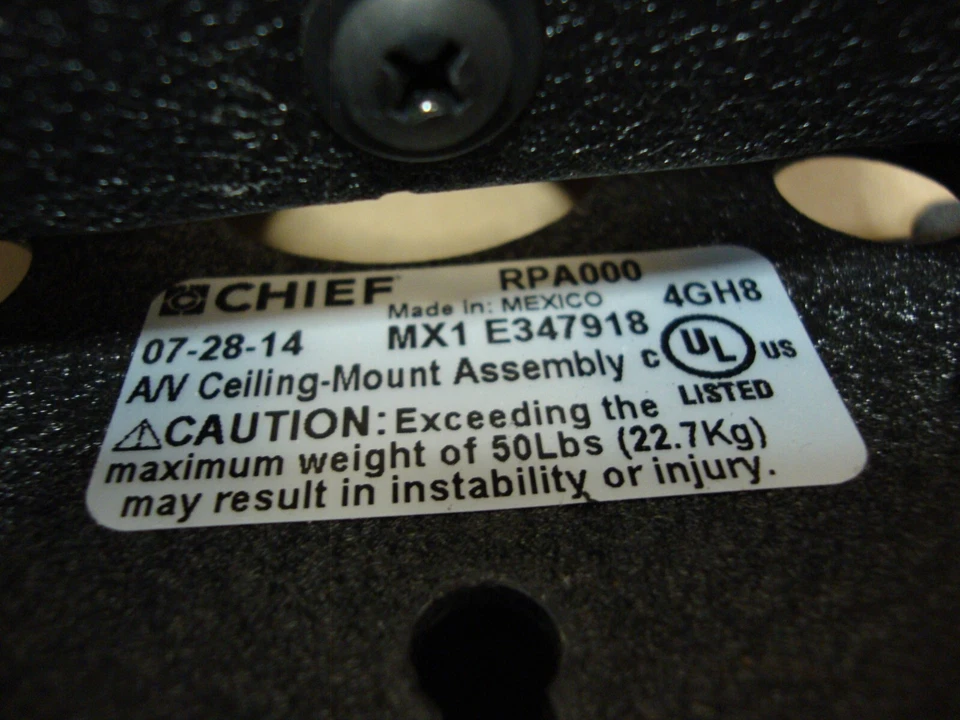 CHIEF RPA000
Made in: MEXICO 4GH8
07-28-14 MX1 E347918
A/V Ceiling-Mount Assembly c UL US
LISTED
⚠CAUTION: Exceeding the
maximum weight of 50Lbs (22.7Kg)
may result in instability or injury.